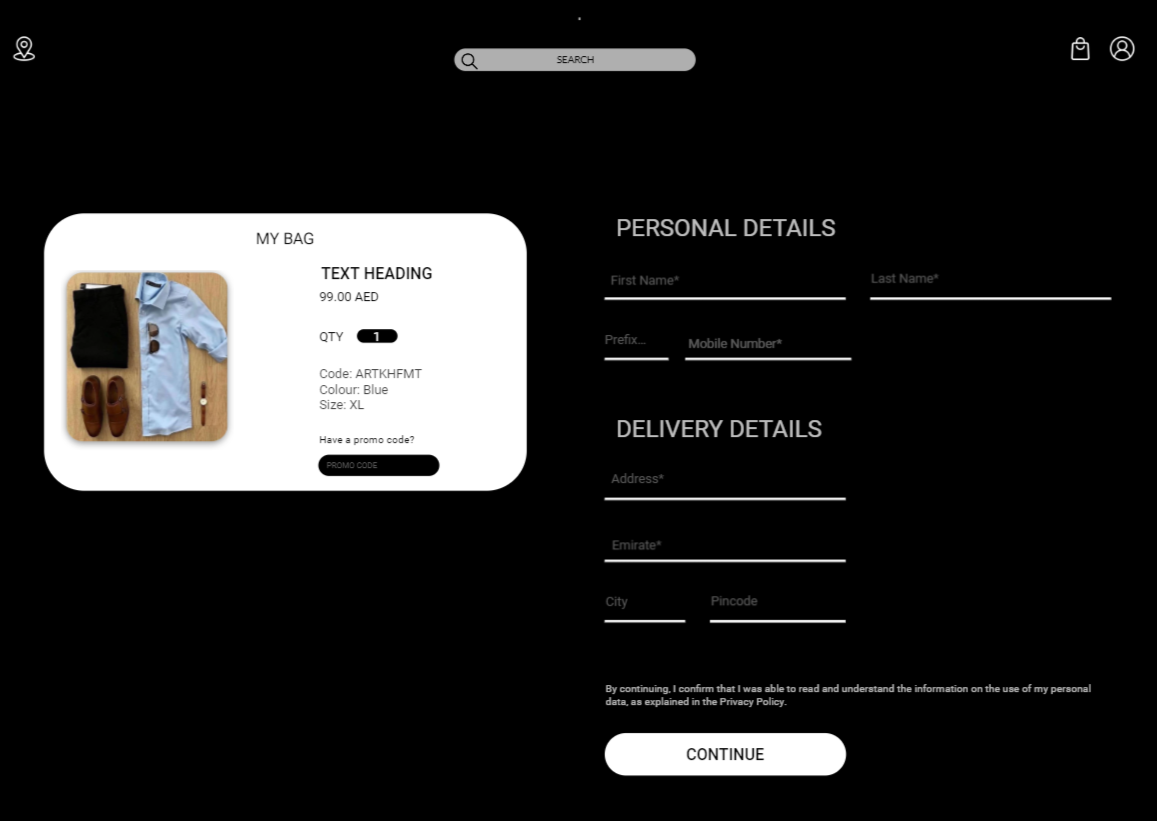 SEARCH
MY BAG
TEXT HEADING
99.00 AED
QTY 1
Code: ARTKHFMT
Colour: Blue
Size: XL
Have a promo code?
PROMO CODE
PERSONAL DETAILS
First Name* Last Name*
Prefix... Mobile Number*
DELIVERY DETAILS
Address*
Emirate*
City Pincode
By continuing, I confirm that I was able to read and understand the information on the use of my personal
data, as explained in the Privacy Policy.
CONTINUE